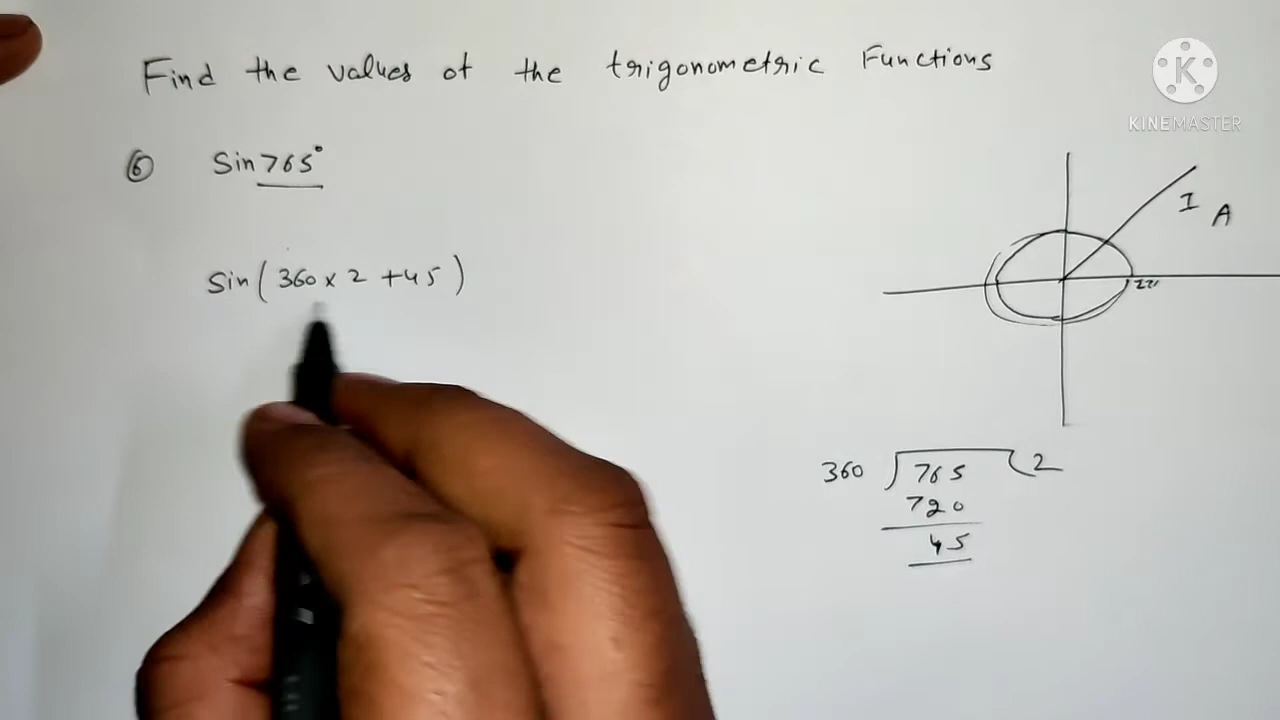 Find the values of the trigonometric Functions
K
KINEMASTER
⑥ Sin 765°
I A
Sin(360 x 2 + 45)
360 ) 765 ( 2
720
45